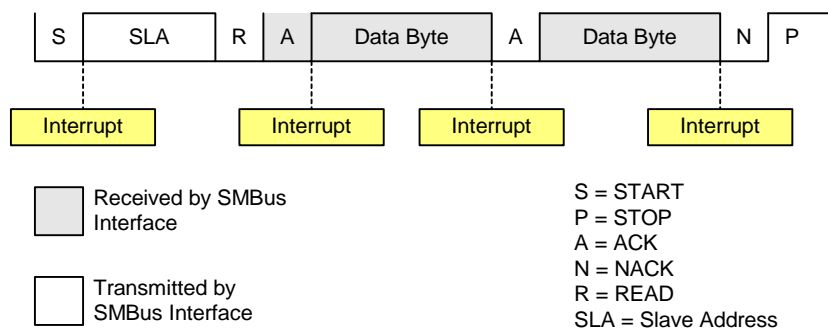 S SLA R A Data Byte A Data Byte N P
Interrupt Interrupt Interrupt Interrupt
Received by SMBus
Interface
Transmitted by
SMBus Interface
S = START
P = STOP
A = ACK
N = NACK
R = READ
SLA = Slave Address